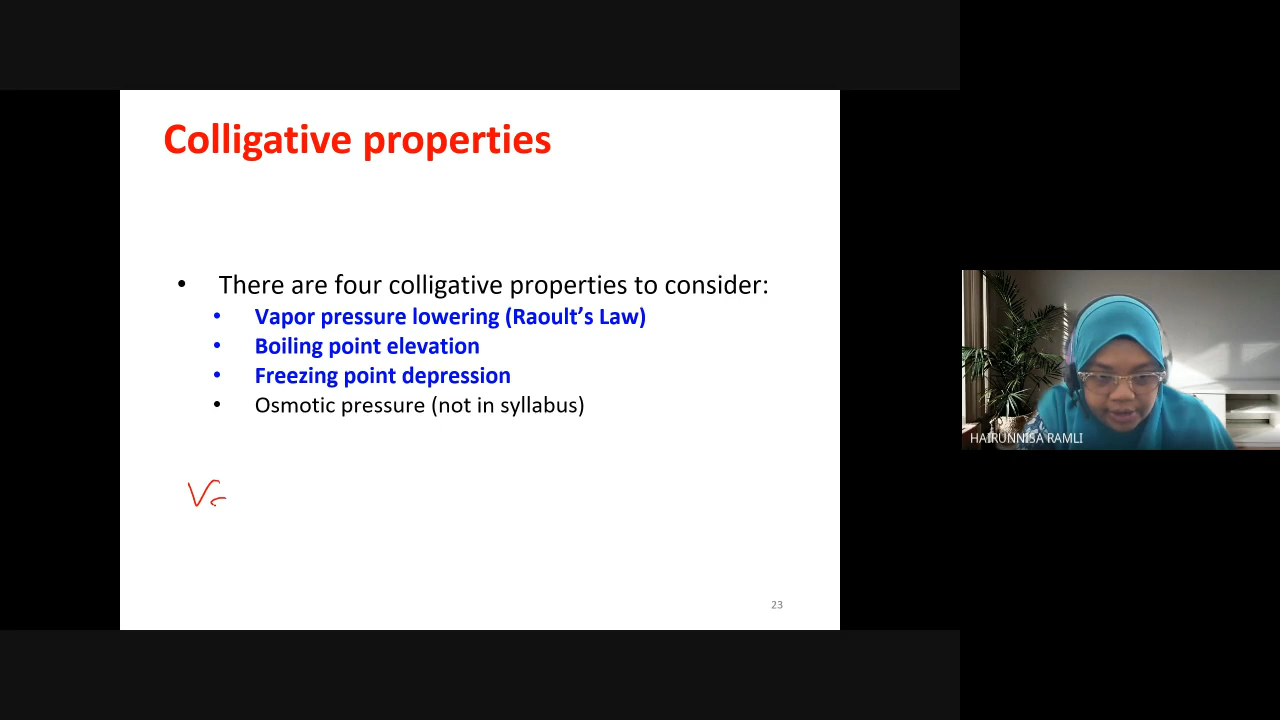 Colligative properties
• There are four colligative properties to consider:
• Vapor pressure lowering (Raoult’s Law)
• Boiling point elevation
• Freezing point depression
• Osmotic pressure (not in syllabus)
23
HAIRUNNISA RAMLI